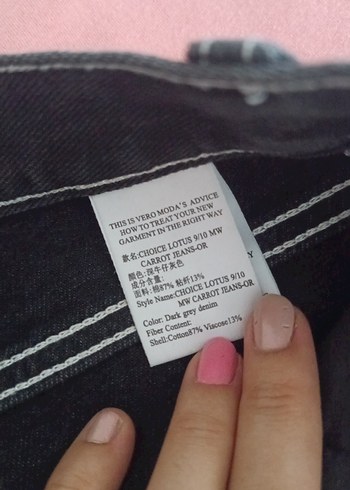 THIS IS VERO MODA'S ADVICE
HOW TO TREAT YOUR NEW
GARMENT IN THE RIGHT WAY
款名:CHOICE LOTUS 9/10 MW
CARROT JEANS-OR
颜色:深牛仔灰色
成分含量:
面料:棉87% 粘纤13%
Style Name:CHOICE LOTUS 9/10
MW CARROT JEANS-OR
Color: Dark grey denim
Fiber Content:
Shell:Cotton87% Viscose13%
Y